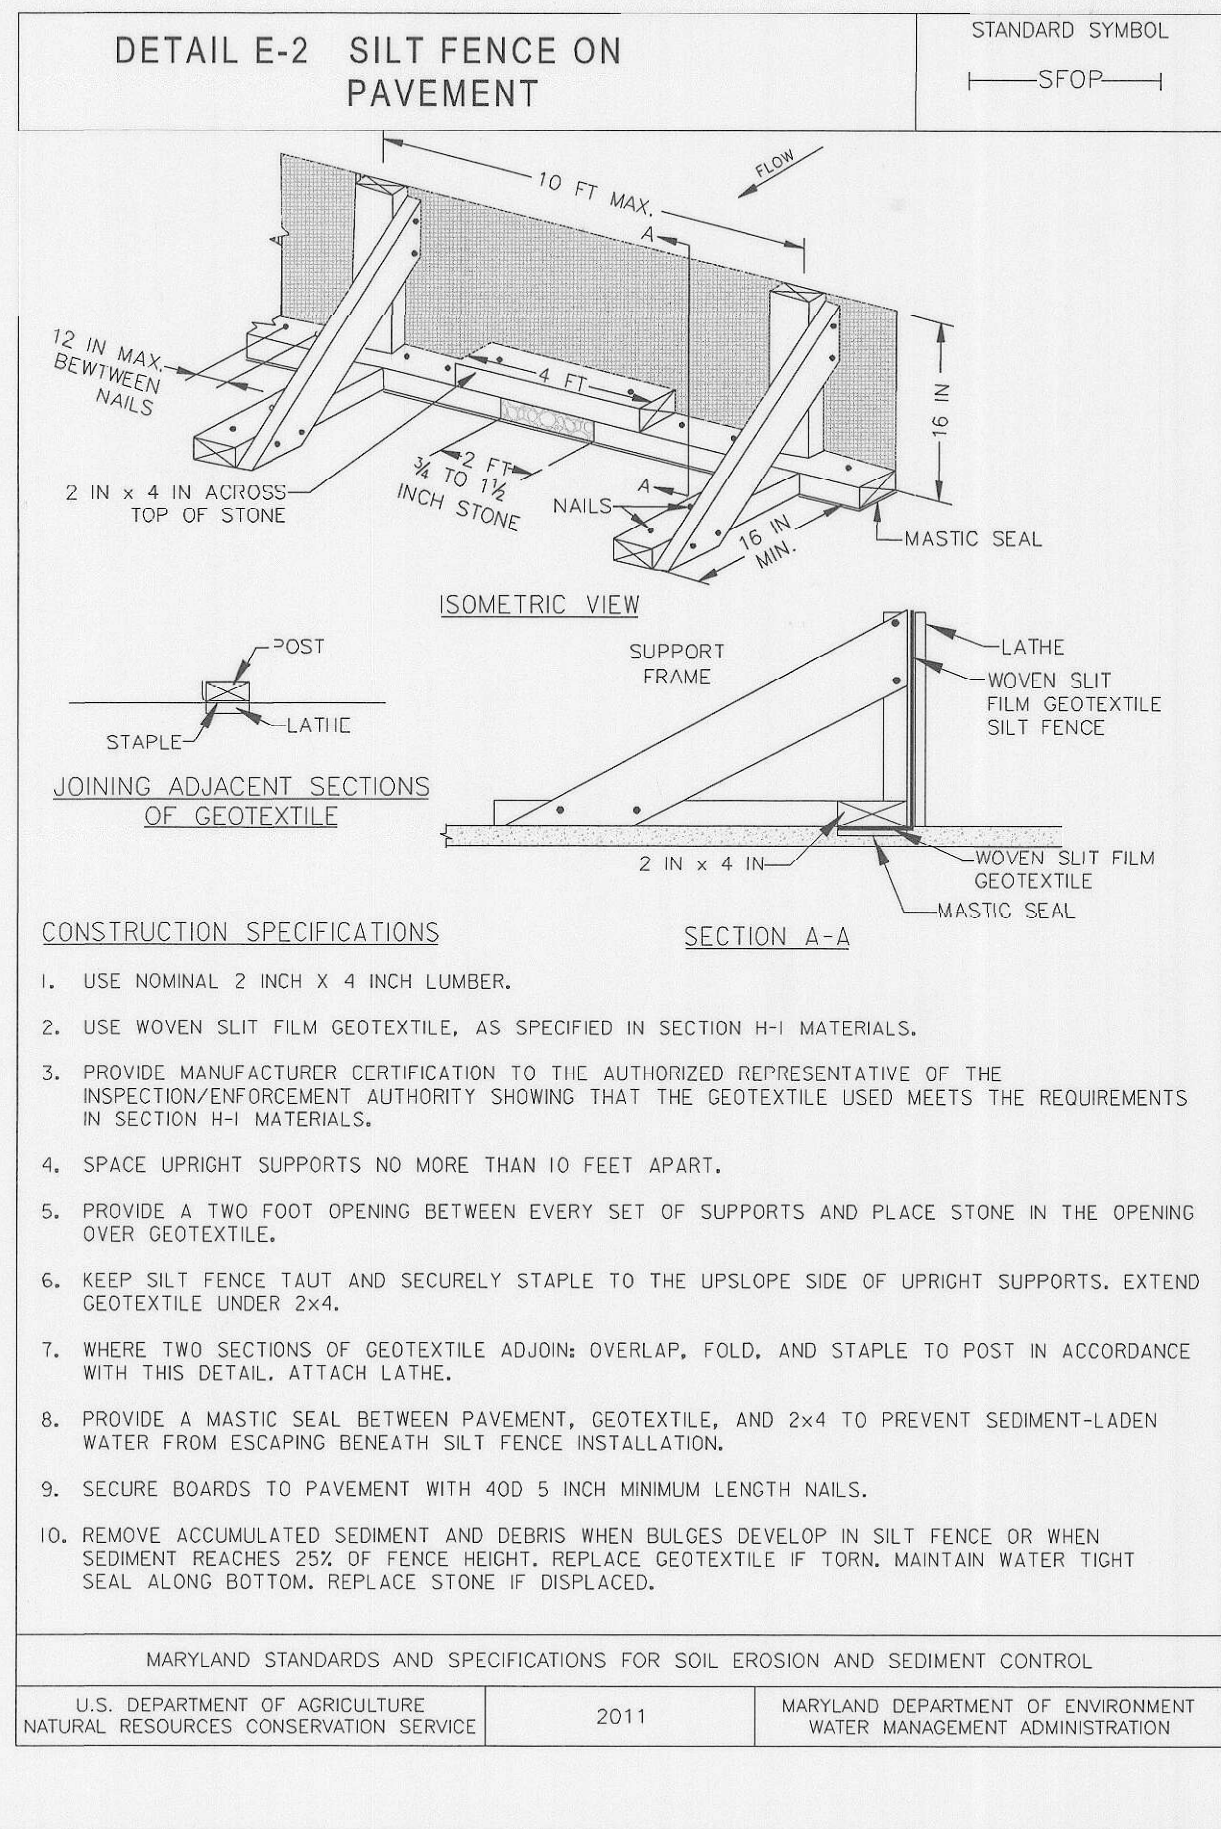 DETAIL E-2 SILT FENCE ON
PAVEMENT
STANDARD SYMBOL
SFOP
FLOW
10 FT MAX.
A
12 IN MAX.
BEWTWEEN
NAILS
4 FT
16 IN
2 FT
3/4 TO 1 1/2
INCH STONE
2 IN x 4 IN ACROSS
TOP OF STONE
A
NAILS
16 IN
MIN.
MASTIC SEAL
ISOMETRIC VIEW
POST
STAPLE
LATHE
JOINING ADJACENT SECTIONS
OF GEOTEXTILE
SUPPORT
FRAME
LATHE
WOVEN SLIT
FILM GEOTEXTILE
SILT FENCE
2 IN x 4 IN
WOVEN SLIT FILM
GEOTEXTILE
MASTIC SEAL
SECTION A-A
CONSTRUCTION SPECIFICATIONS
1. USE NOMINAL 2 INCH X 4 INCH LUMBER.
2. USE WOVEN SLIT FILM GEOTEXTILE, AS SPECIFIED IN SECTION H-1 MATERIALS.
3. PROVIDE MANUFACTURER CERTIFICATION TO THE AUTHORIZED REPRESENTATIVE OF THE
INSPECTION/ENFORCEMENT AUTHORITY SHOWING THAT THE GEOTEXTILE USED MEETS THE REQUIREMENTS
IN SECTION H-1 MATERIALS.
4. SPACE UPRIGHT SUPPORTS NO MORE THAN 10 FEET APART.
5. PROVIDE A TWO FOOT OPENING BETWEEN EVERY SET OF SUPPORTS AND PLACE STONE IN THE OPENING
OVER GEOTEXTILE.
6. KEEP SILT FENCE TAUT AND SECURELY STAPLE TO THE UPSLOPE SIDE OF UPRIGHT SUPPORTS. EXTEND
GEOTEXTILE UNDER 2x4.
7. WHERE TWO SECTIONS OF GEOTEXTILE ADJOIN: OVERLAP, FOLD, AND STAPLE TO POST IN ACCORDANCE
WITH THIS DETAIL. ATTACH LATHE.
8. PROVIDE A MASTIC SEAL BETWEEN PAVEMENT, GEOTEXTILE, AND 2x4 TO PREVENT SEDIMENT-LADEN
WATER FROM ESCAPING BENEATH SILT FENCE INSTALLATION.
9. SECURE BOARDS TO PAVEMENT WITH 40D 5 INCH MINIMUM LENGTH NAILS.
10. REMOVE ACCUMULATED SEDIMENT AND DEBRIS WHEN BULGES DEVELOP IN SILT FENCE OR WHEN
SEDIMENT REACHES 25% OF FENCE HEIGHT. REPLACE GEOTEXTILE IF TORN. MAINTAIN WATER TIGHT
SEAL ALONG BOTTOM. REPLACE STONE IF DISPLACED.
MARYLAND STANDARDS AND SPECIFICATIONS FOR SOIL EROSION AND SEDIMENT CONTROL
U.S. DEPARTMENT OF AGRICULTURE
NATURAL RESOURCES CONSERVATION SERVICE
2011
MARYLAND DEPARTMENT OF ENVIRONMENT
WATER MANAGEMENT ADMINISTRATION